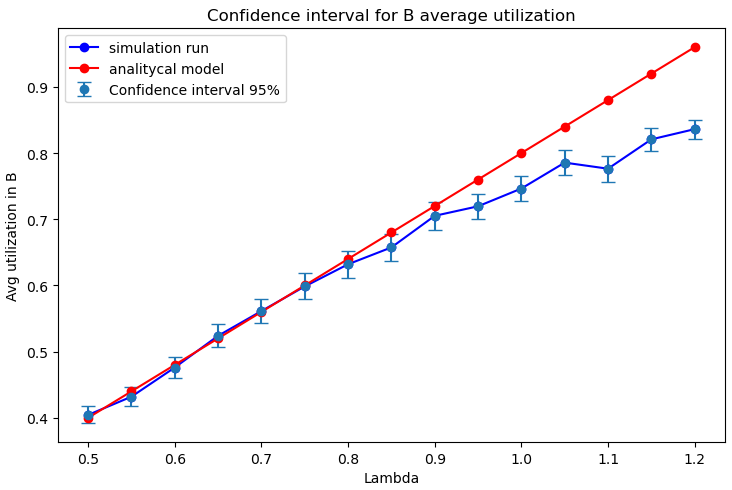 Confidence interval for B average utilization
simulation run
analitycal model
Confidence interval 95%
Avg utilization in B
0.9
0.8
0.7
0.6
0.5
0.4
0.5 0.6 0.7 0.8 0.9 1.0 1.1 1.2
Lambda